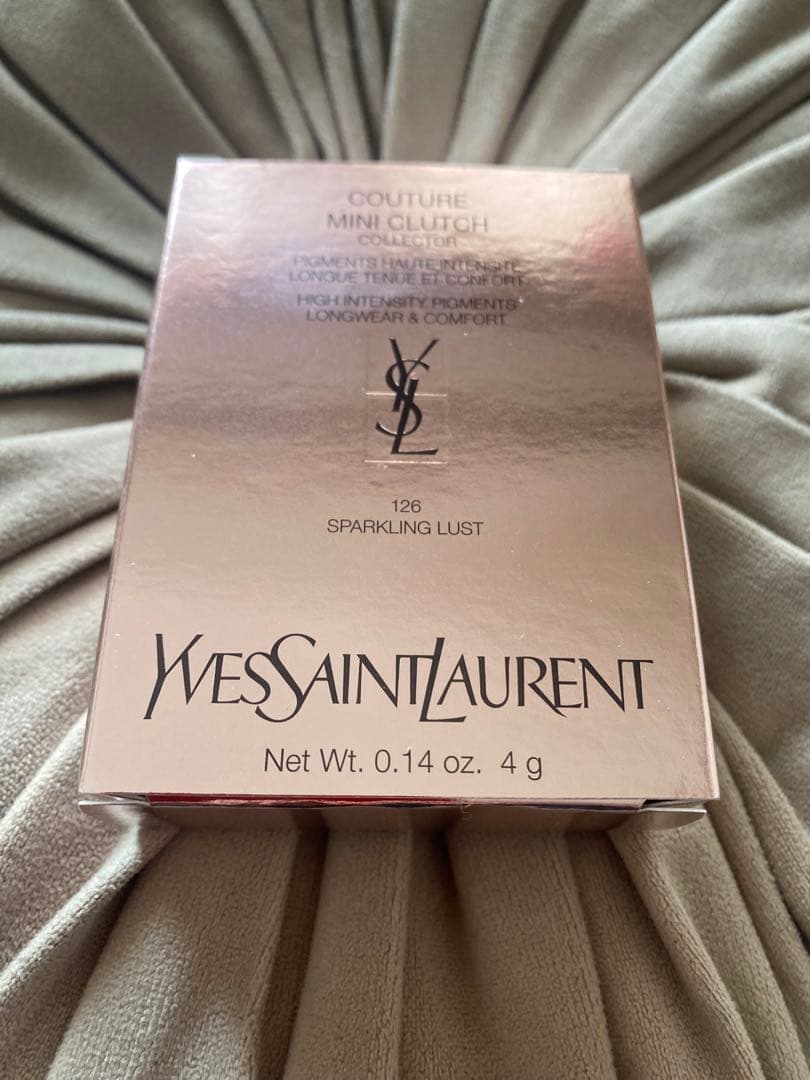 COUTURE
MINI CLUTCH
COLLECTOR
PIGMENTS HAUTE INTENSITÉ
LONGUE TENUE ET CONFORT
HIGH INTENSITY PIGMENTS
LONGWEAR & COMFORT
YSL
126
SPARKLING LUST
YVESSAINTLAURENT
Net Wt. 0.14 oz. 4 g